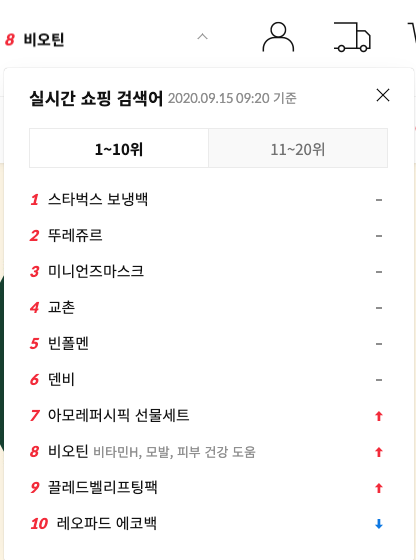 8 비오틴
실시간 쇼핑 검색어 2020.09.15 09:20 기준
1~10위 11~20위
1 스타벅스 보냉백 –
2 뚜레쥬르 –
3 미니언즈마스크 –
4 교촌 –
5 빈폴멘 –
6 덴비 –
7 아모레퍼시픽 선물세트
8 비오틴 비타민H, 모발, 피부 건강 도움
9 끌레드벨리프팅팩
10 레오파드 에코백